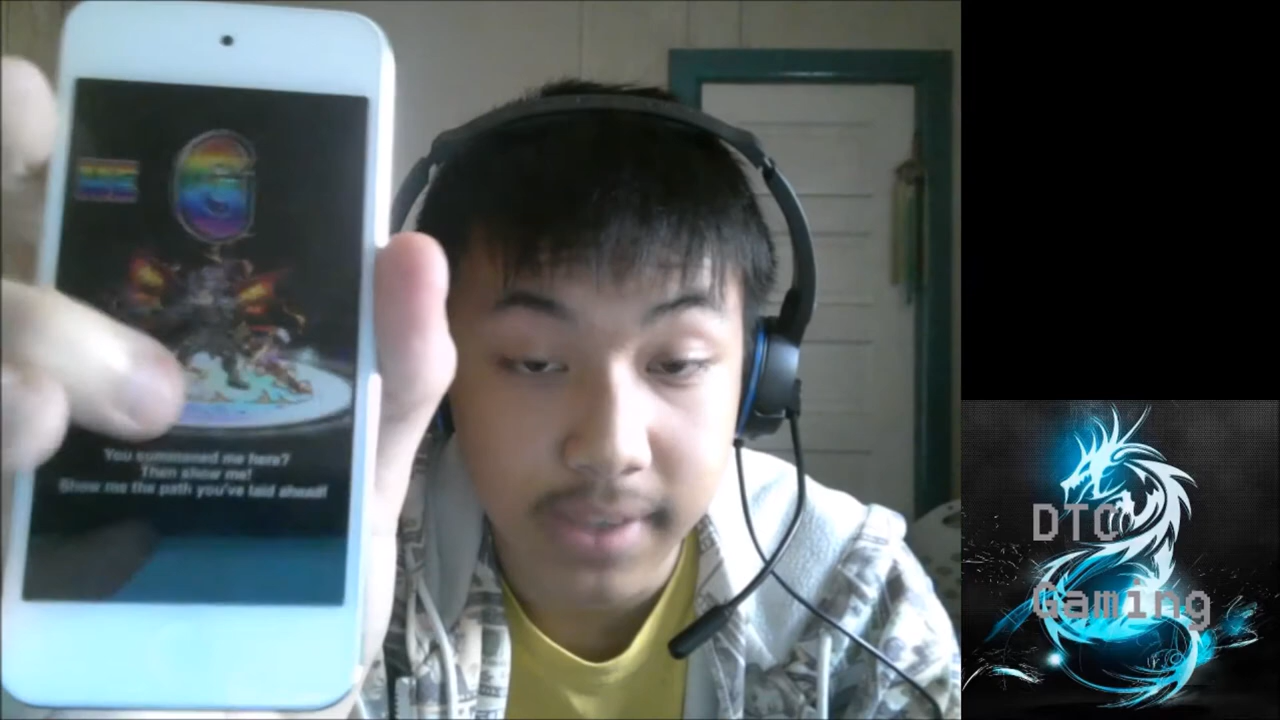 G
You summoned me here?
Then show me!
Show me the path you've laid ahead!
DTC
Gaming